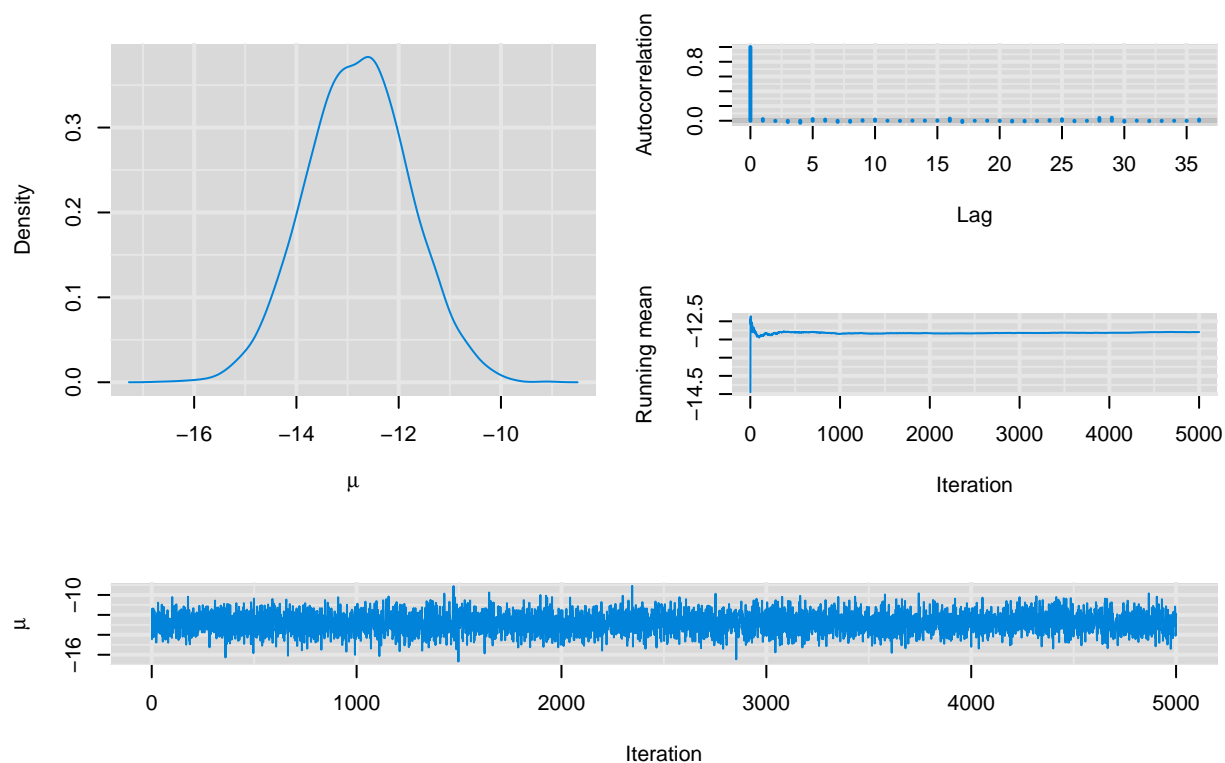 0.0 0.1 0.2 0.3
Density
−16 −14 −12 −10
μ
0.0 0.8
Autocorrelation
0 5 10 15 20 25 30 35
Lag
−14.5 −12.5
Running mean
0 1000 2000 3000 4000 5000
Iteration
−16 −10
μ
0 1000 2000 3000 4000 5000
Iteration